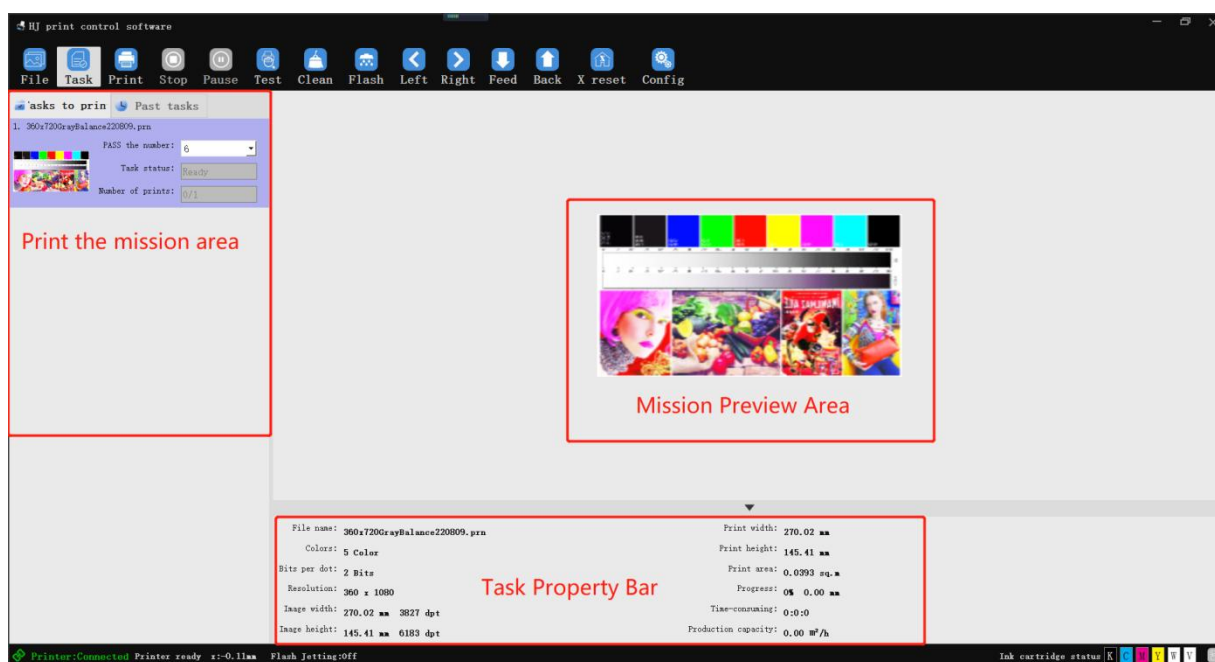 HJ print control software
File Task Print Stop Pause Test Clean Flash Left Right Feed Back X reset Config
asks to prin Past tasks
1. 360x720GrayBalance220809.prn
PASS the number: 6
Task status: Ready
Number of prints: 0/1
Print the mission area
Mission Preview Area
File name: 360x720GrayBalance220809.prn
Colors: 5 Color
Bits per dot: 2 Bits
Resolution: 360 x 1080
Image width: 270.02 mm 3827 dpt
Image height: 145.41 mm 6183 dpt
Task Property Bar
Print width: 270.02 mm
Print height: 145.41 mm
Print area: 0.0393 sq.m
Progress: 0% 0.00 mm
Time-consuming: 0:0:0
Production capacity: 0.00 m²/h
Printer:Connected Printer ready x:-0.11mm Flash Jetting:Off
Ink cartridge status K C M Y W V